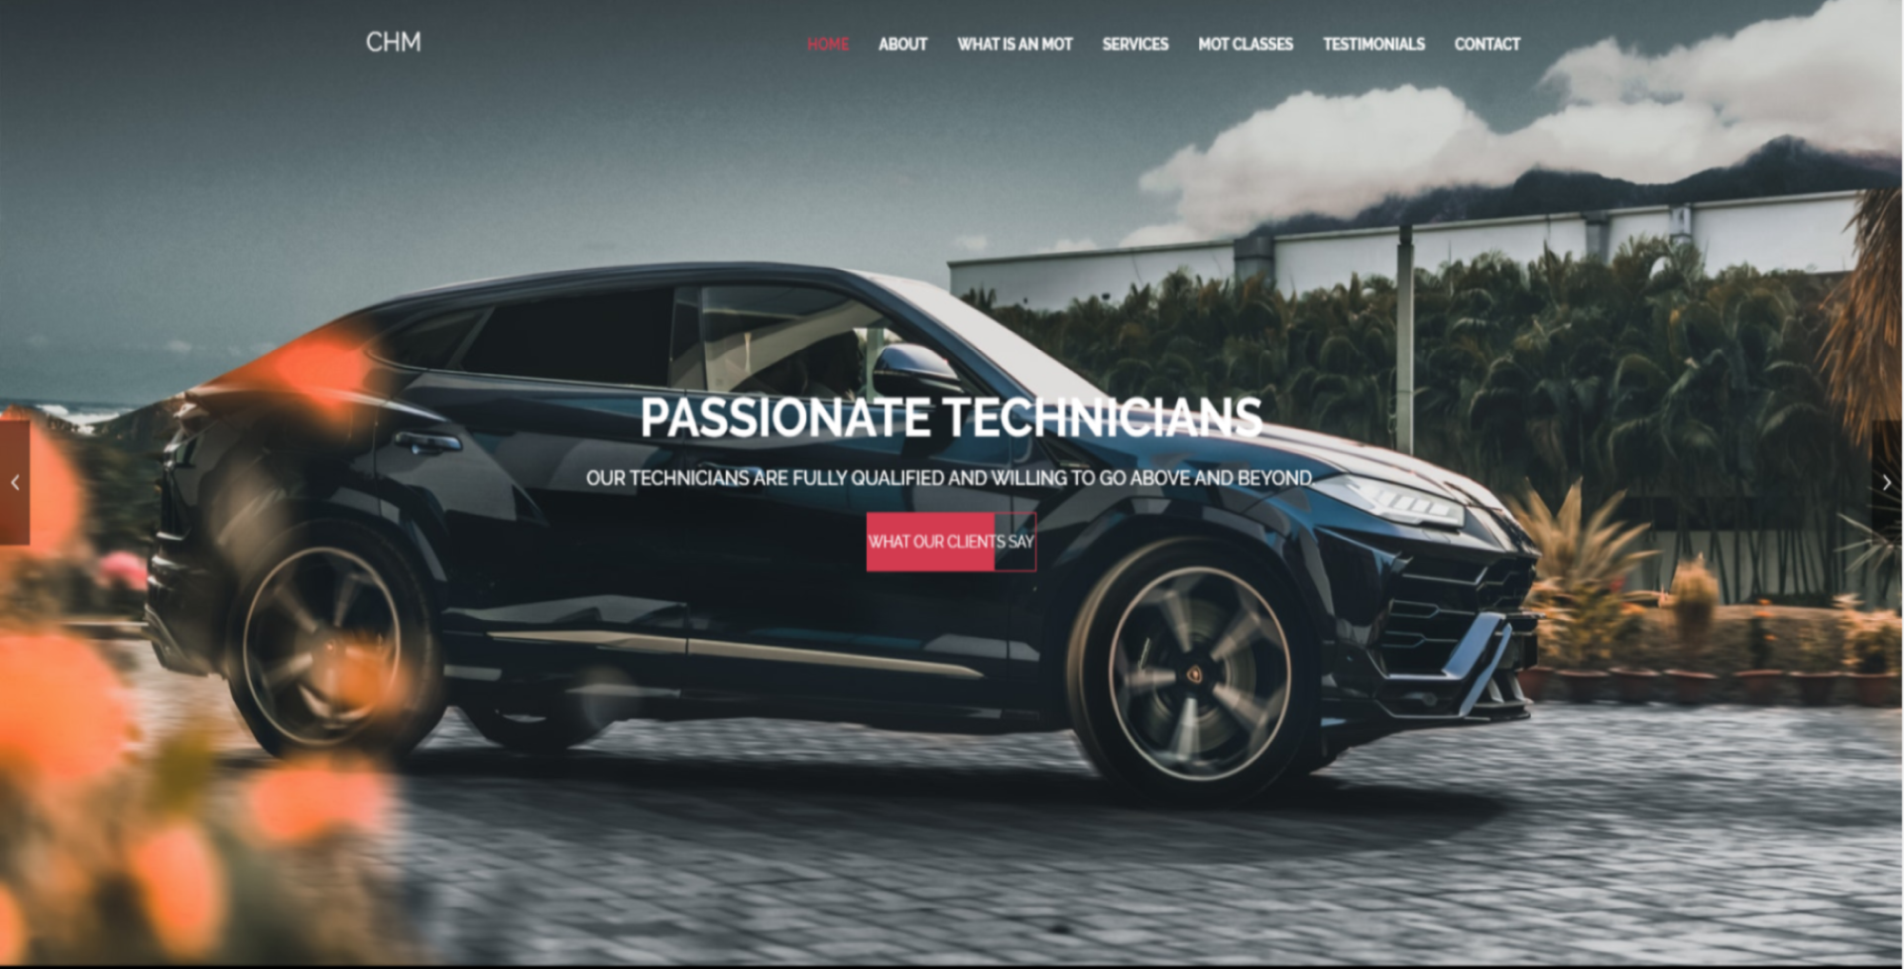 CHM
HOME ABOUT WHAT IS AN MOT SERVICES MOT CLASSES TESTIMONIALS CONTACT
PASSIONATE TECHNICIANS
OUR TECHNICIANS ARE FULLY QUALIFIED AND WILLING TO GO ABOVE AND BEYOND.
WHAT OUR CLIENTS SAY